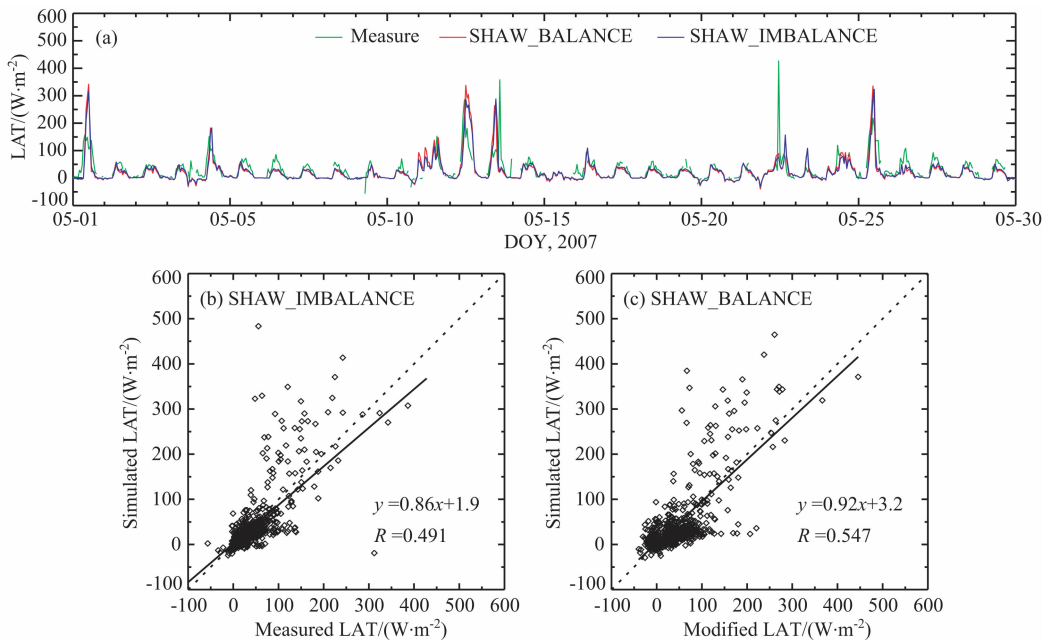 (a)
Measure
SHAW_BALANCE
SHAW_IMBALANCE
LAT/(W·m-2)
600
500
400
300
200
100
0
-100
05-01 05-05 05-10 05-15 05-20 05-25 05-30
DOY, 2007
(b) SHAW_IMBALANCE
Simulated LAT/(W·m-2)
600
500
400
300
200
100
0
-100
y=0.86x+1.9
R =0.491
-100 0 100 200 300 400 500 600
Measured LAT/(W·m-2)
(c) SHAW_BALANCE
Simulated LAT/(W·m-2)
600
500
400
300
200
100
0
-100
y=0.92x+3.2
R =0.547
-100 0 100 200 300 400 500 600
Modified LAT/(W·m-2)